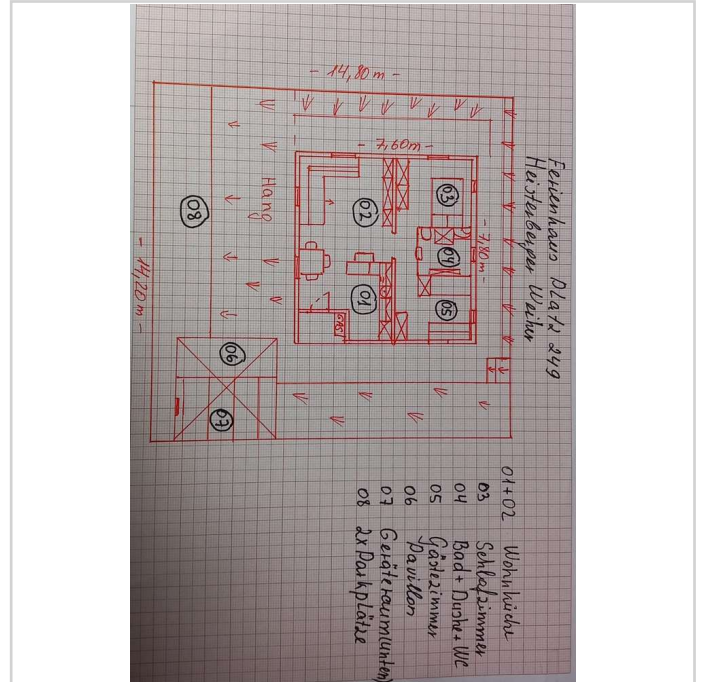 Ferienhaus Platz 249
Heisterberger Weiher
- 14,80 m -
- 7,60 m -
- 7,80 m -
- 14,20 m -
Hang
01
02
03
04
05
06
07
08
GAS
01+02 Wohnküche
03 Schlafzimmer
04 Bad + Dushe + WC
05 Gästezimmer
06 Pavillon
07 Geräteraum (unten)
08 2x Parkplätze